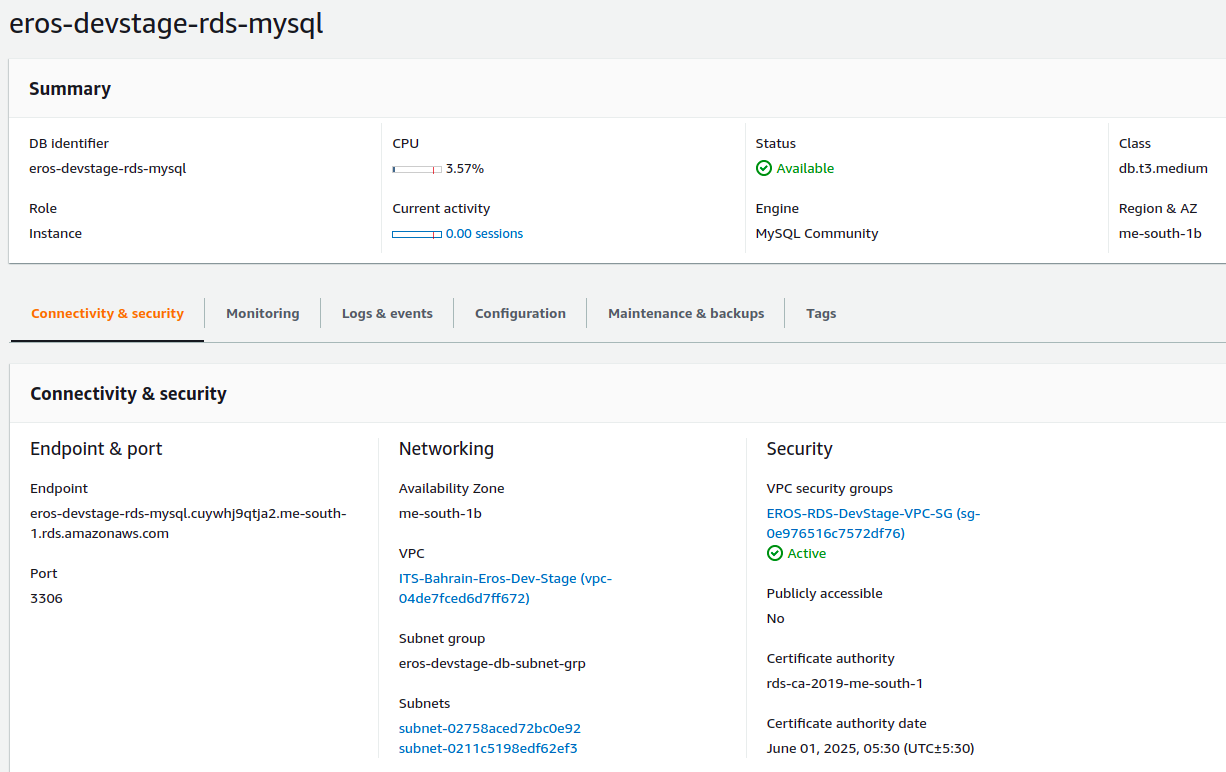 eros-devstage-rds-mysql
Summary
DB identifier
eros-devstage-rds-mysql
Role
Instance
CPU
3.57%
Current activity
0.00 sessions
Status
Available
Engine
MySQL Community
Class
db.t3.medium
Region & AZ
me-south-1b
Connectivity & security
Monitoring
Logs & events
Configuration
Maintenance & backups
Tags
Connectivity & security
Endpoint & port
Endpoint
eros-devstage-rds-mysql.cuywhj9qtja2.me-south-
1.rds.amazonaws.com
Port
3306
Networking
Availability Zone
me-south-1b
VPC
ITS-Bahrain-Eros-Dev-Stage (vpc-
04de7fced6d7ff672)
Subnet group
eros-devstage-db-subnet-grp
Subnets
subnet-02758aced72bc0e92
subnet-0211c5198edf62ef3
Security
VPC security groups
EROS-RDS-DevStage-VPC-SG (sg-
0e976516c7572df76)
Active
Publicly accessible
No
Certificate authority
rds-ca-2019-me-south-1
Certificate authority date
June 01, 2025, 05:30 (UTC±5:30)